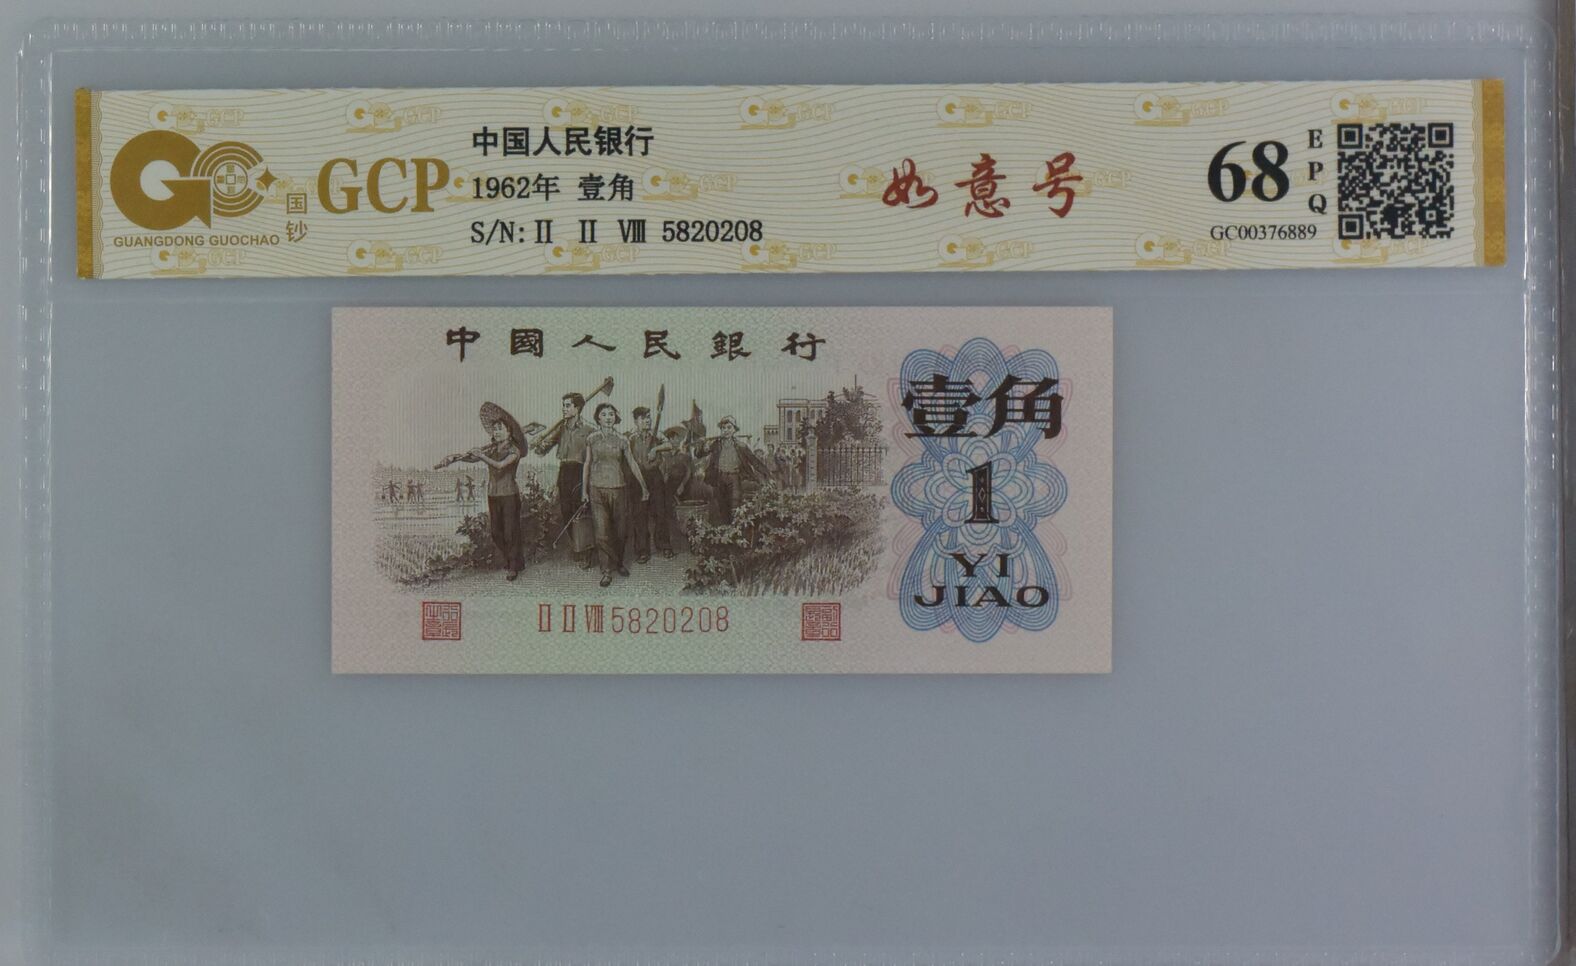 GCP
国钞
GUANGDONG GUOCHAO
中国人民银行
1962年 壹角
S/N: II II VIII 5820208
如意号
68
EPQ
GC00376889
中國人民銀行
壹角
1
YI
JIAO
II II VIII 5820208